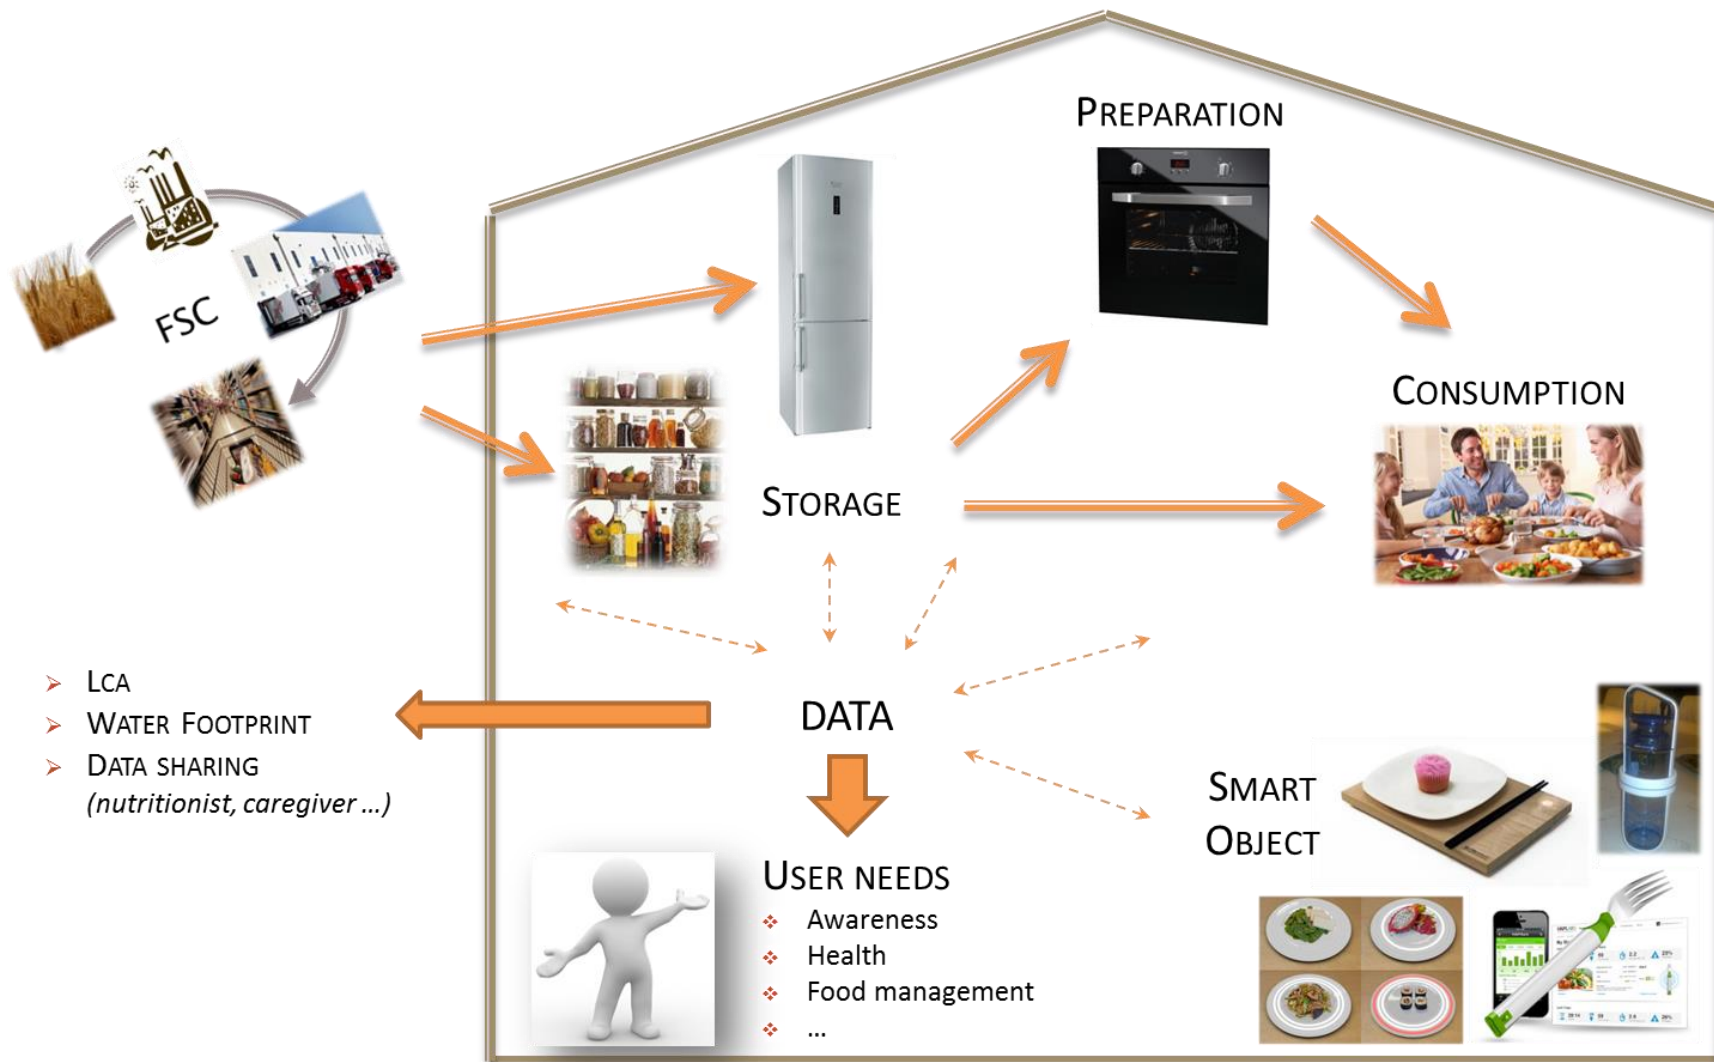 PREPARATION
FSC
CONSUMPTION
STORAGE
LCA
WATER FOOTPRINT
DATA SHARING
(nutritionist, caregiver ...)
DATA
SMART
OBJECT
USER NEEDS
Awareness
Health
Food management
...